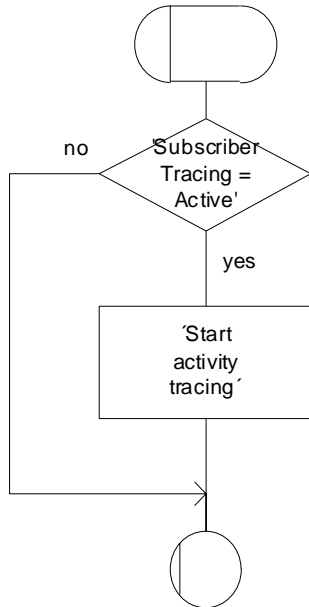 'Subscriber
no
Tracing =
Active'
yes
´Start
activity
tracing´